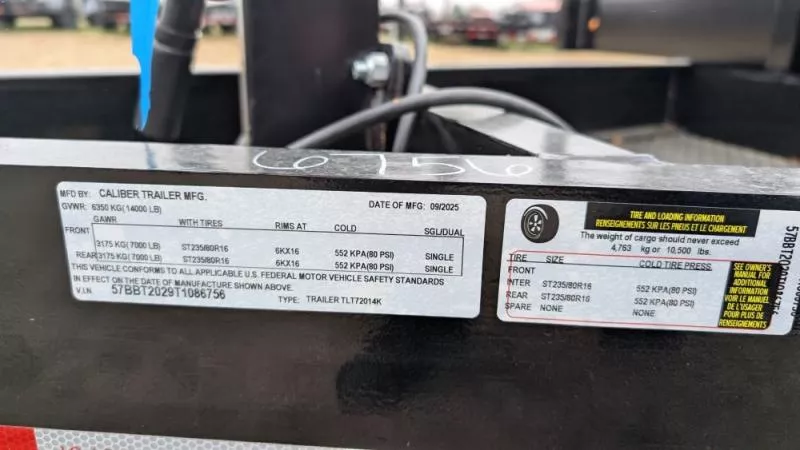 6756
MFD BY: CALIBER TRAILER MFG.
DATE OF MFG: 09/2025
GVWR: 6350 KG(14000 LB)
GAWR WITH TIRES RIMS AT COLD SGL/DUAL
FRONT 3175 KG(7000 LB) ST235/80R16 6KX16 552 KPA(80 PSI) SINGLE
REAR 3175 KG(7000 LB) ST235/80R16 6KX16 552 KPA(80 PSI) SINGLE
THIS VEHICLE CONFORMS TO ALL APPLICABLE U.S. FEDERAL MOTOR VEHICLE SAFETY STANDARDS
IN EFFECT ON THE DATE OF MANUFACTURE SHOWN ABOVE.
V.I.N. 57BBT2029T1086756
TYPE: TRAILER TLT72014K
TIRE AND LOADING INFORMATION
RENSEIGNEMENTS SUR LES PNEUS ET LE CHARGEMENT
The weight of cargo should never exceed
4,763 kg or 10,500 lbs.
TIRE SIZE COLD TIRE PRESS.
FRONT
INTER ST235/80R16 552 KPA(80 PSI)
REAR ST235/80R16 552 KPA(80 PSI)
SPARE NONE NONE
SEE OWNER'S
MANUAL FOR
ADDITIONAL
INFORMATION
VOIR LE MANUEL
DE L'USAGER
POUR PLUS DE
RENSEIGNEMENTS